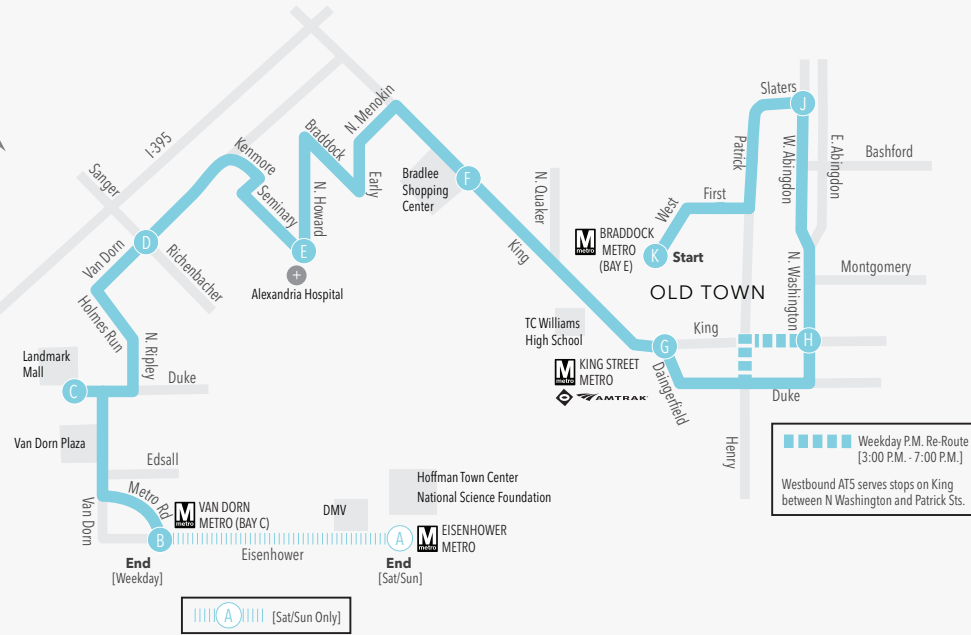 Slaters
J
I-395
N. Menokin
Braddock
Patrick
W. Abingdon
E. Abingdon
Bashford
Kenmore
Sanger
Seminary
N. Howard
Early
Bradlee
Shopping
Center
F
N. Quaker
First
West
metro
BRADDOCK
METRO
(BAY E)
K
Start
D
E
Van Dorn
Richenbacher
+
Alexandria Hospital
King
N. Washington
Montgomery
OLD TOWN
Holmes Run
TC Williams
High School
King
G
H
N. Ripley
Landmark
Mall
metro
KING STREET
METRO
AMTRAK
C
Duke
Daingerfield
Duke
Van Dorn Plaza
Henry
Weekday P.M. Re-Route
[3:00 P.M. - 7:00 P.M.]
Westbound AT5 serves stops on King
between N Washington and Patrick Sts.
Edsall
Hoffman Town Center
National Science Foundation
Metro Rd
Van Dorn
metro
VAN DORN
METRO (BAY C)
DMV
B
A
metro
EISENHOWER
METRO
Eisenhower
End
[Weekday]
End
[Sat/Sun]
A
[Sat/Sun Only]